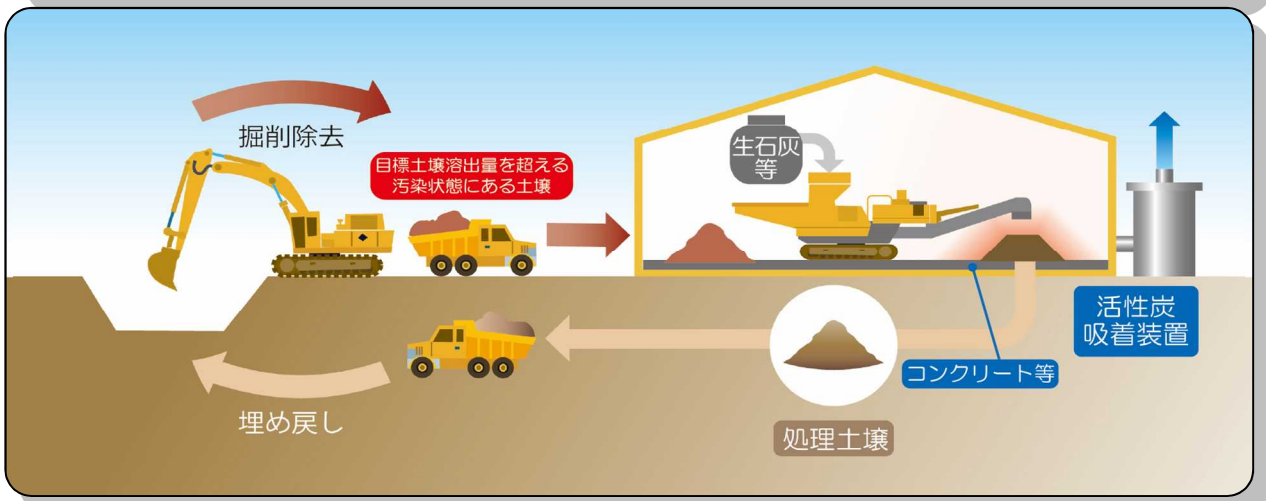 掘削除去
目標土壌溶出量を超える
汚染状態にある土壌
生石灰
等
活性炭
吸着装置
コンクリート等
埋め戻し
処理土壌